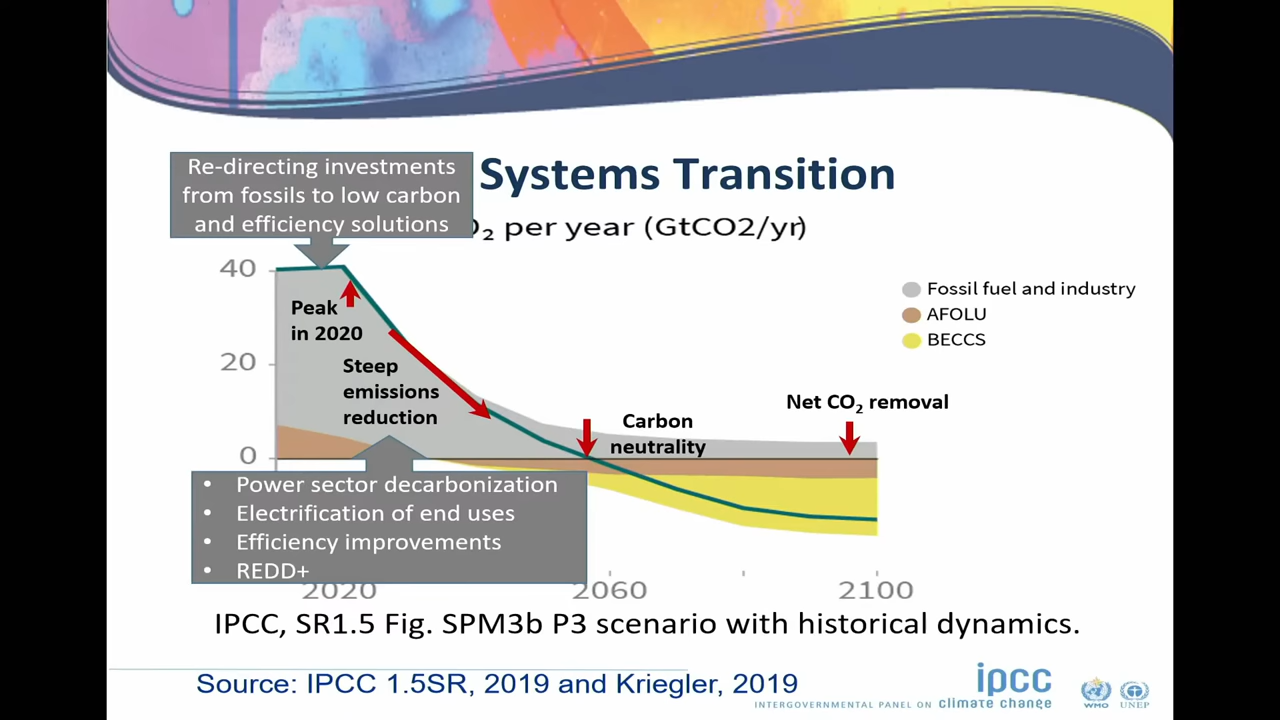 Re-directing investments
from fossils to low carbon
and efficiency solutions
Systems Transition
O₂ per year (GtCO2/yr)
40
20
0
Peak
in 2020
Steep
emissions
reduction
Carbon
neutrality
Net CO₂ removal
Fossil fuel and industry
AFOLU
BECCS
• Power sector decarbonization
• Electrification of end uses
• Efficiency improvements
• REDD+
2020
2060
2100
IPCC, SR1.5 Fig. SPM3b P3 scenario with historical dynamics.
Source: IPCC 1.5SR, 2019 and Kriegler, 2019
ipcc
INTERGOVERNMENTAL PANEL ON climate change
WMO
UNEP